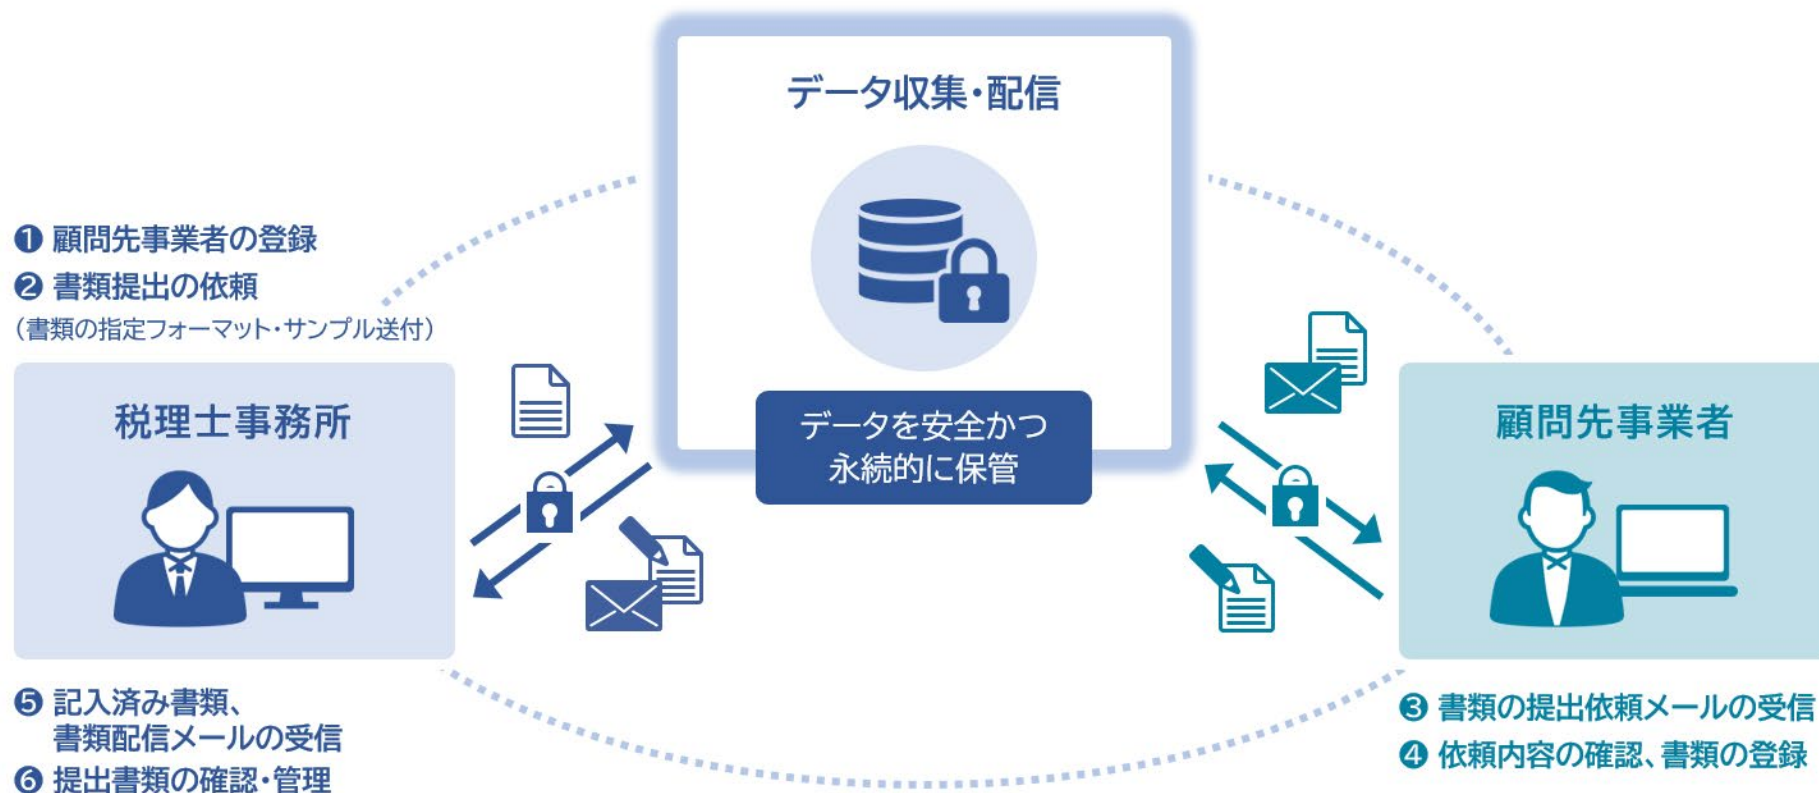 データ収集・配信
データを安全かつ
永続的に保管
❶ 顧問先事業者の登録
❷ 書類提出の依頼
（書類の指定フォーマット・サンプル送付）
税理士事務所
顧問先事業者
❸ 書類の提出依頼メールの受信
❹ 依頼内容の確認、書類の登録
❺ 記入済み書類、
書類配信メールの受信
❻ 提出書類の確認・管理